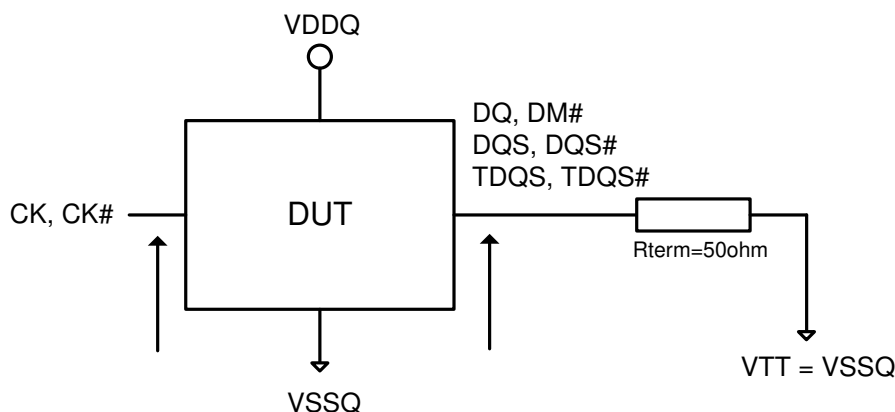 VDDQ
DQ, DM#
DQS, DQS#
TDQS, TDQS#
CK, CK#
DUT
Rterm=50ohm
VTT = VSSQ
VSSQ